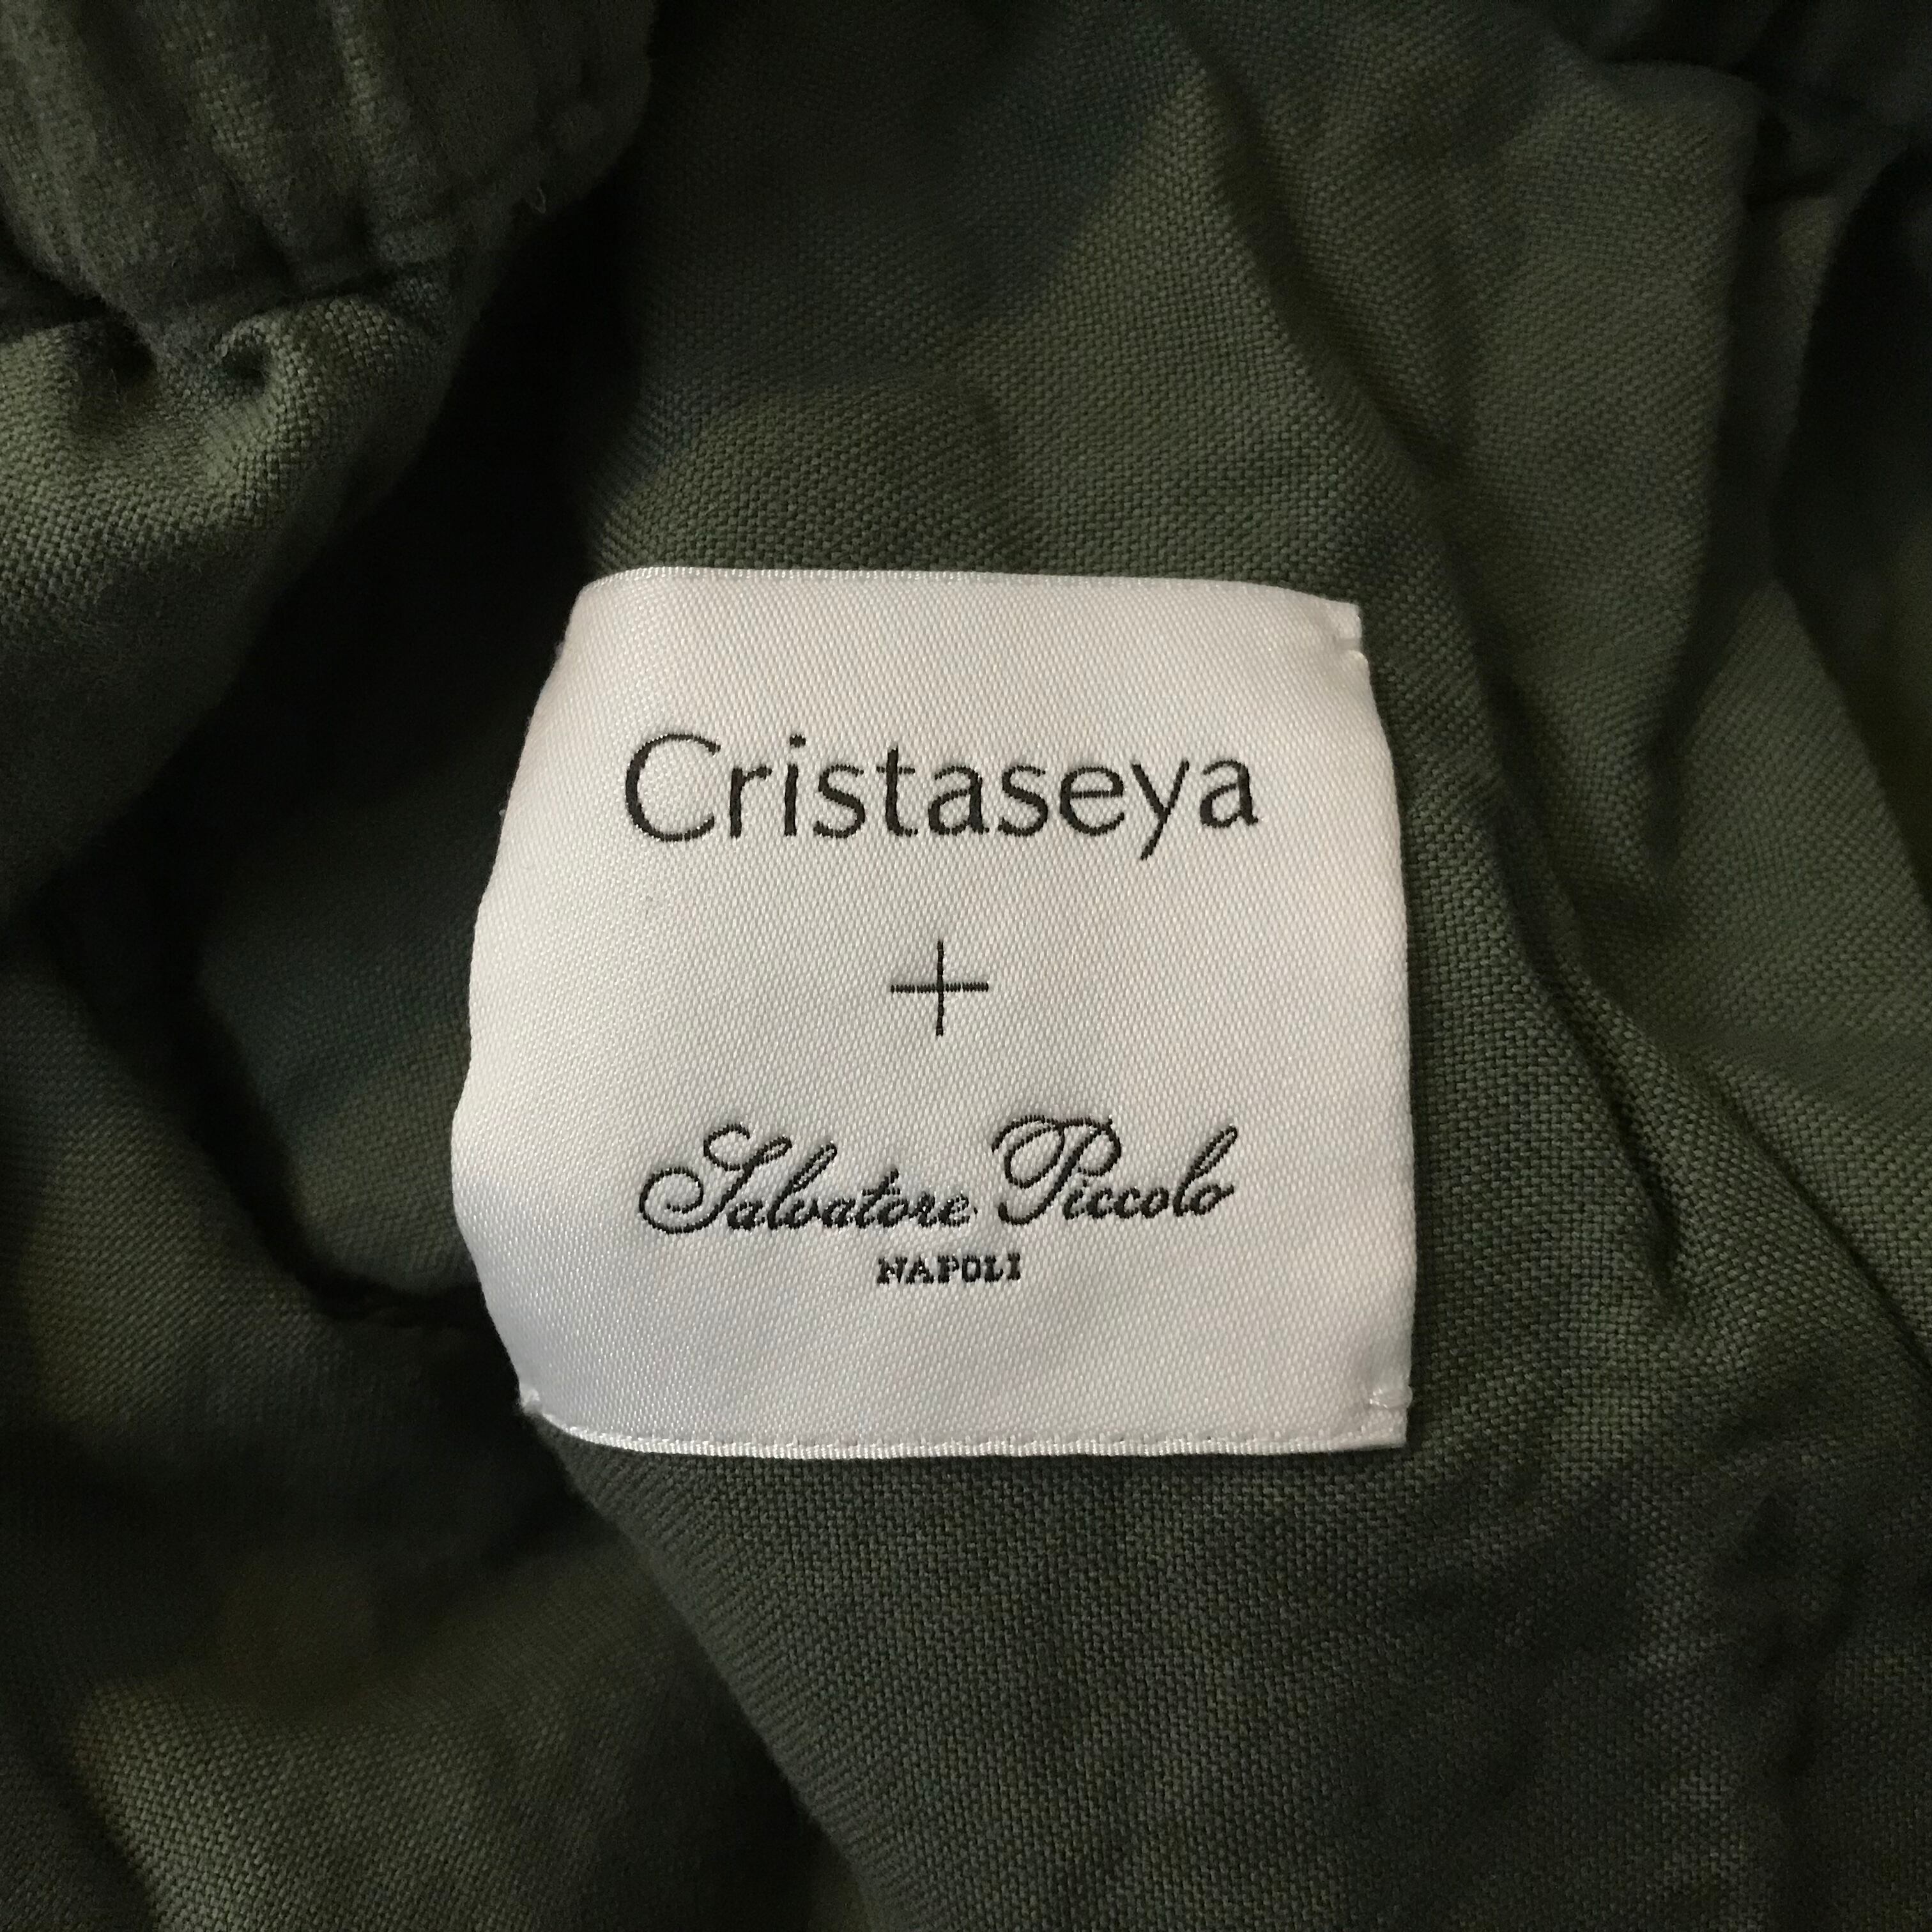 Cristaseya
+
Salvatore Piccolo
NAPOLI